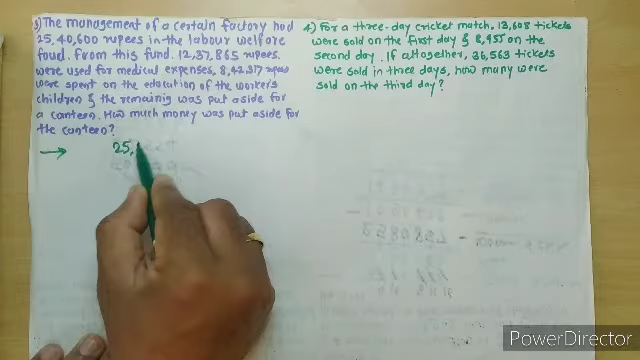 3) The management of a certain factory had
25,40,600 rupees in the labour welfare
foud. From this fund. 12,37,865 rupees
were used for medical expenses, 8,42,317 rupees
were spent on the education of the workers
children & the remaining was put aside for
a canteen. How much money was put aside for
the canteen?
→ 25,
4) For a three-day cricket match, 13,608 tickets
were sold on the first day & 8,955 on the
second day. If altogether, 36,563 tickets
were sold in three days, how many were
sold on the third day?
PowerDirector